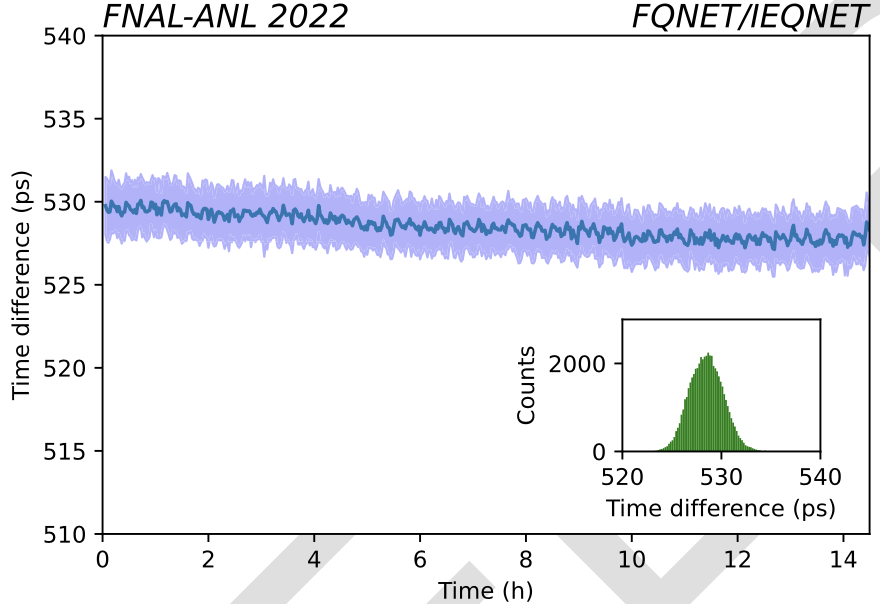 FNAL-ANL 2022 FQNET/IEQNET
540
535
530
525
520
515
510
Time difference (ps)
0 2 4 6 8 10 12 14
Time (h)
Counts
2000
0
520 530 540
Time difference (ps)